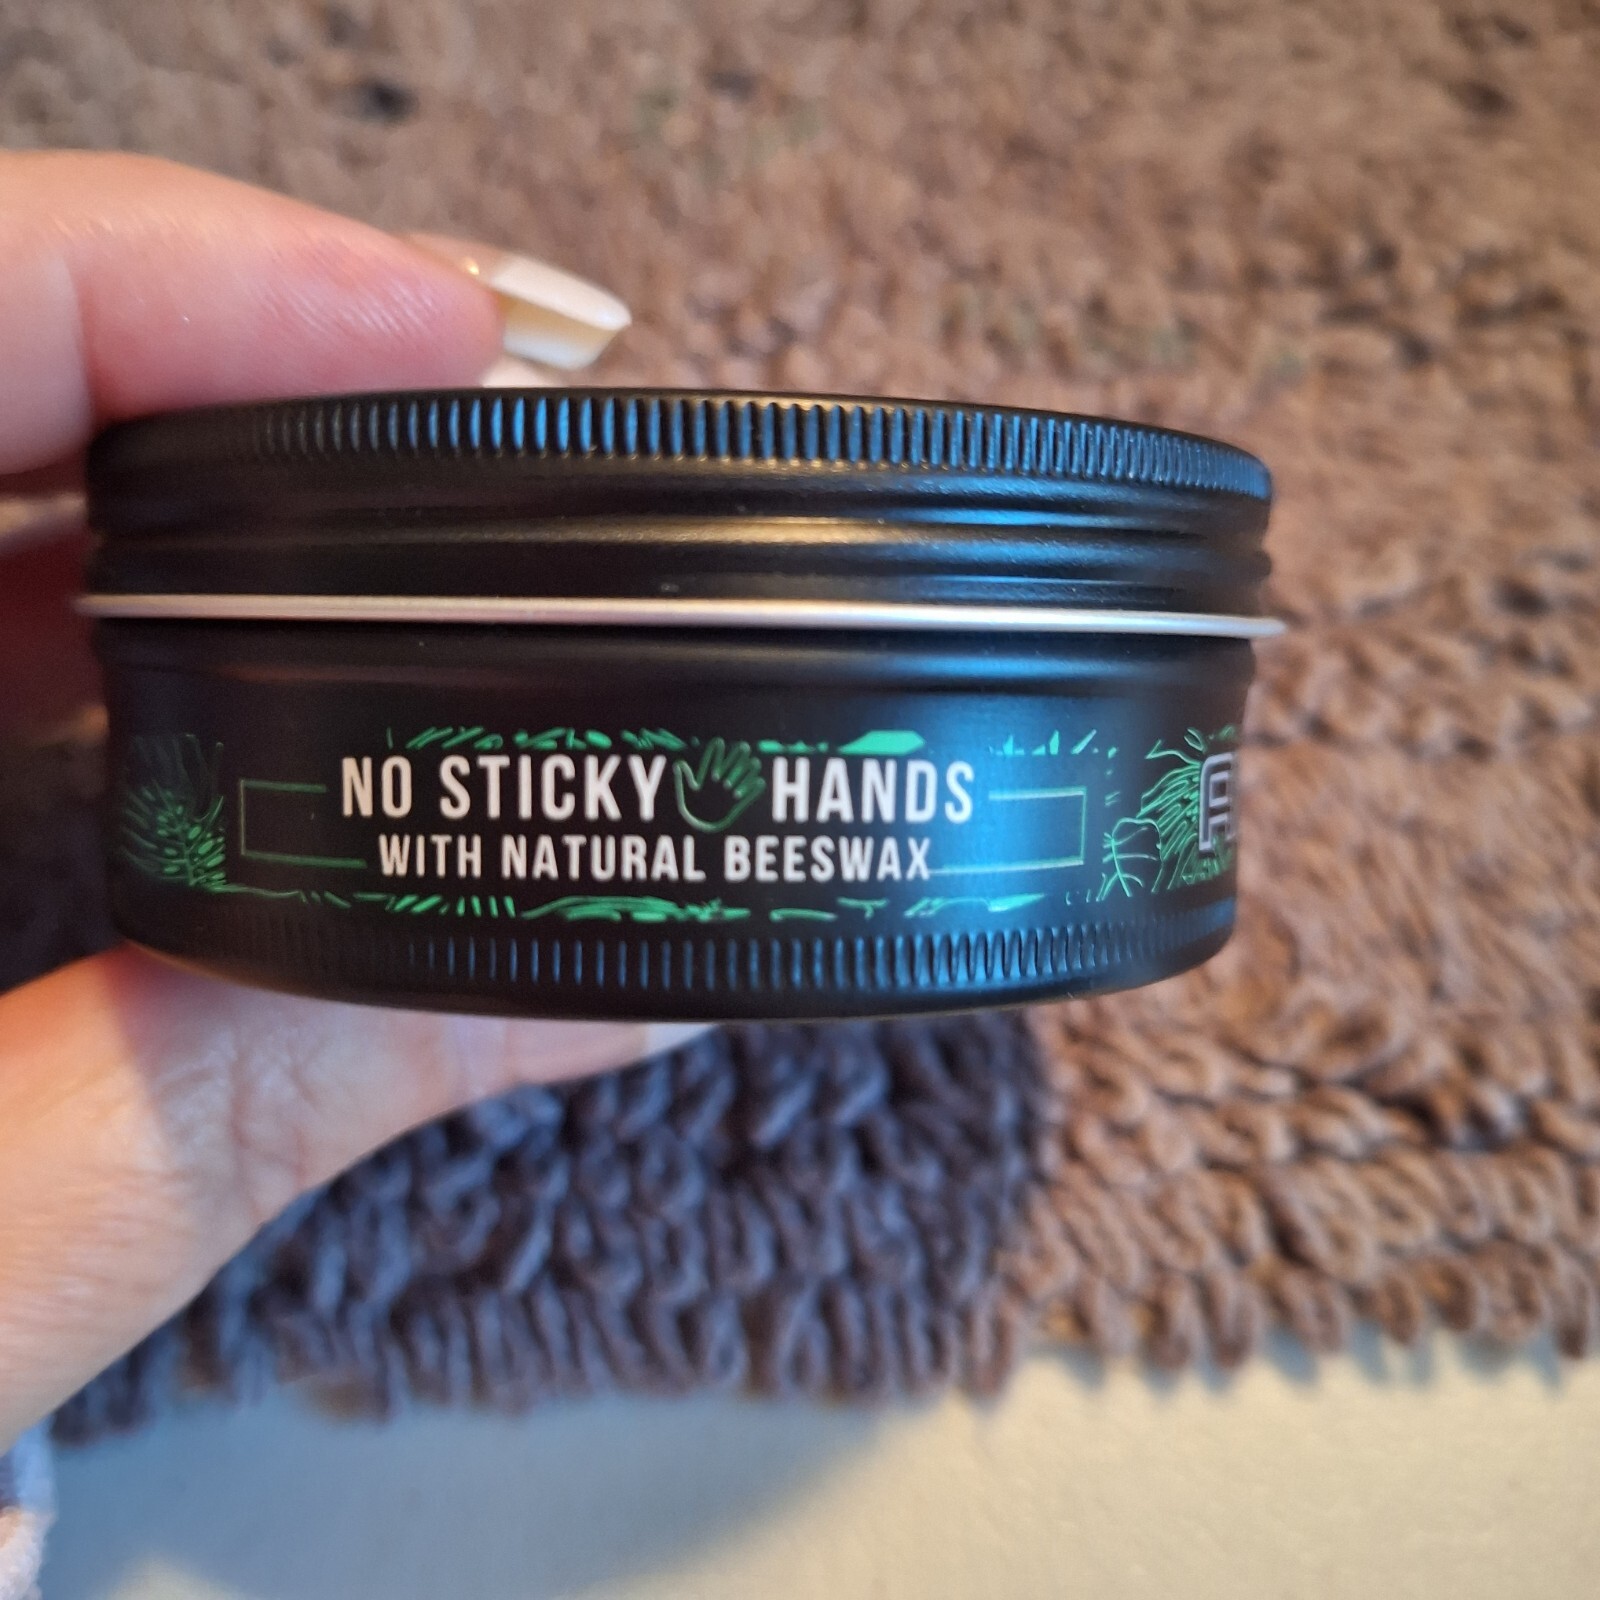 NO STICKY HANDS
WITH NATURAL BEESWAX